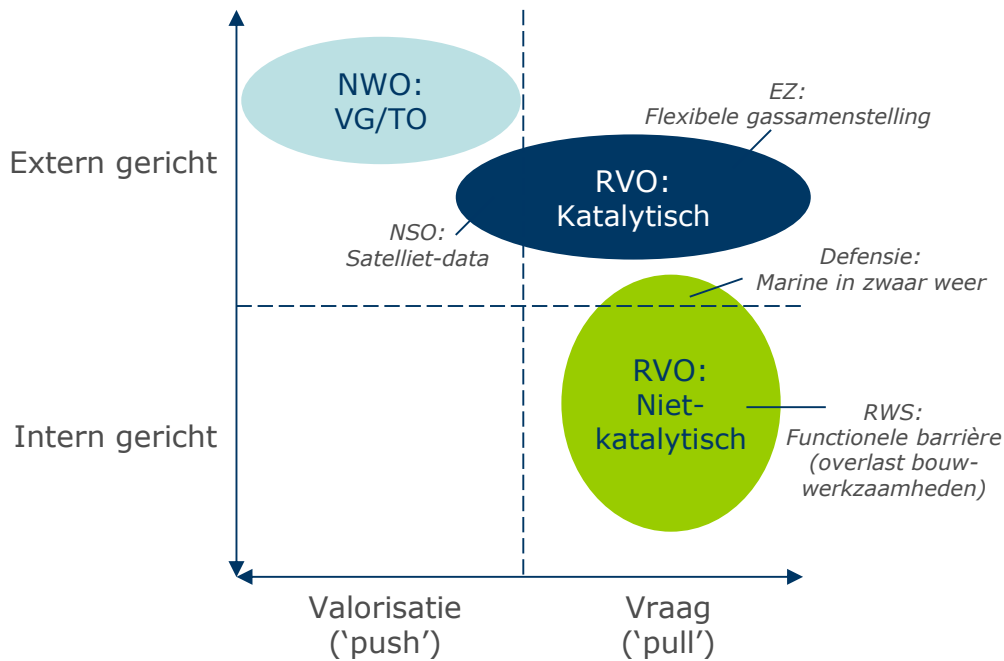 NWO:
VG/TO
EZ:
Flexibele gassamenstelling
Extern gericht
RVO:
Katalytisch
NSO:
Satelliet-data
Defensie:
Marine in zwaar weer
RVO:
Niet-
katalytisch
Intern gericht
RWS:
Functionele barrière
(overlast bouw-
werkzaamheden)
Valorisatie
(‘push’)
Vraag
(‘pull’)